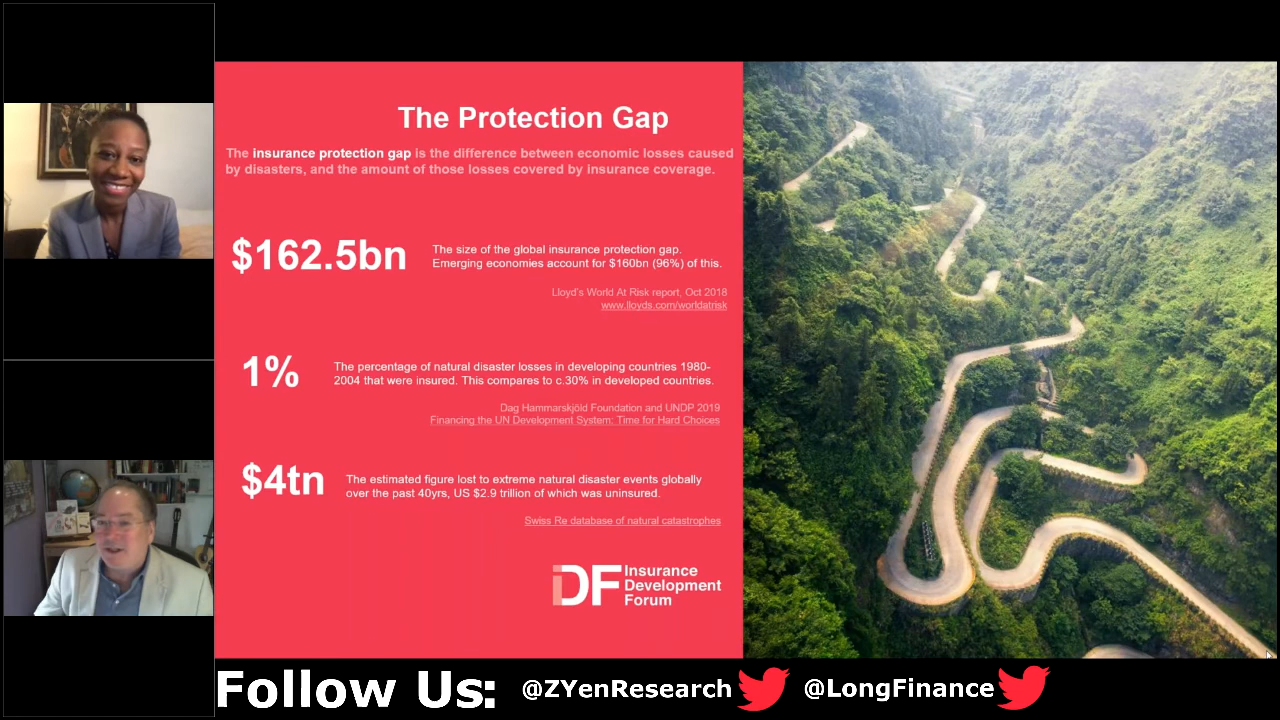 The Protection Gap
The insurance protection gap is the difference between economic losses caused
by disasters, and the amount of those losses covered by insurance coverage.
$162.5bn
The size of the global insurance protection gap.
Emerging economies account for $160bn (96%) of this.
Lloyd's World At Risk report, Oct 2018
www.lloyds.com/worldatrisk
1%
The percentage of natural disaster losses in developing countries 1980-
2004 that were insured. This compares to c.30% in developed countries.
Dag Hammarskjöld Foundation and UNDP 2019
Financing the UN Development System: Time for Hard Choices
$4tn
The estimated figure lost to extreme natural disaster events globally
over the past 40yrs, US $2.9 trillion of which was uninsured.
Swiss Re database of natural catastrophes
iDF Insurance
Development
Forum
Follow Us: @ZYenResearch @LongFinance